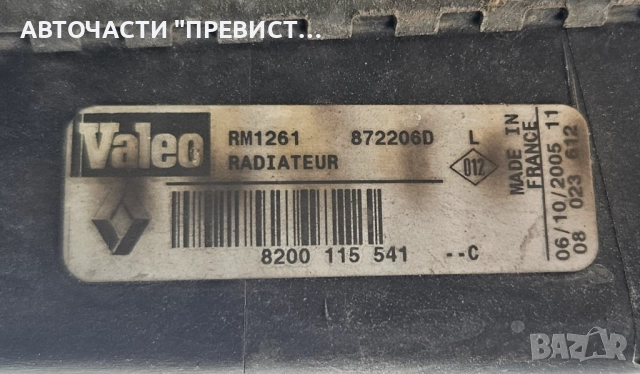 АВТОЧАСТИ "ПРЕВИСТ...
Valeo
RM1261 872206D L
RADIATEUR
012
8200 115 541 --C
MADE IN
FRANCE
06/10/2005 11
08 023 612
BAZAR